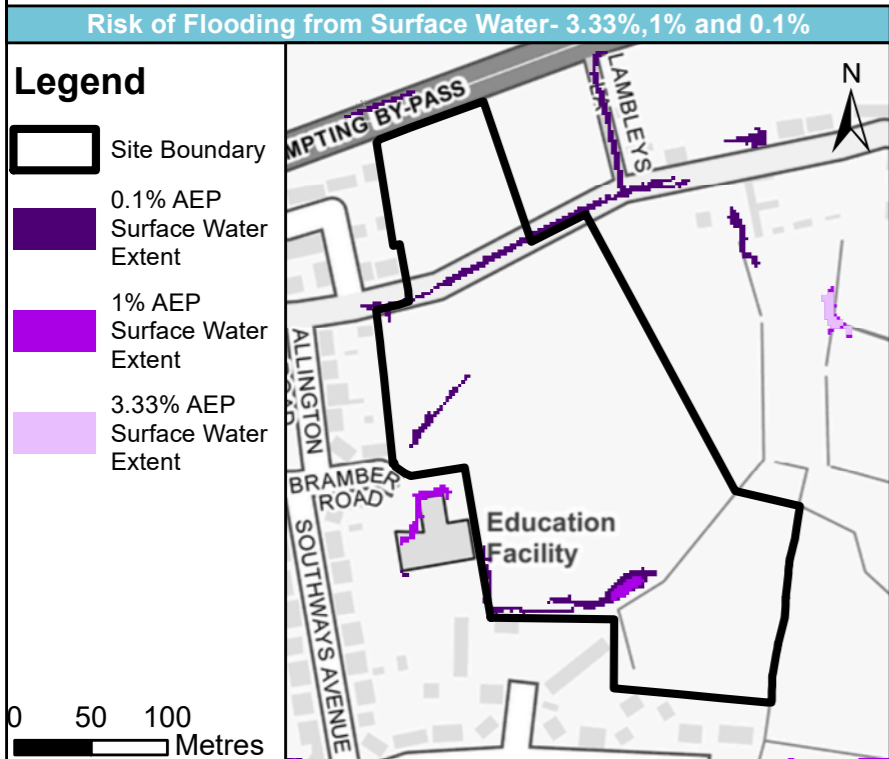 Risk of Flooding from Surface Water- 3.33%,1% and 0.1%
Legend
Site Boundary
0.1% AEP
Surface Water
Extent
1% AEP
Surface Water
Extent
3.33% AEP
Surface Water
Extent
0 50 100
Metres
N
MPTING BY-PASS
LAMBLEYS
ALLINGTON
BRAMBER
ROAD
SOUTHWAYS AVENUE
Education
Facility